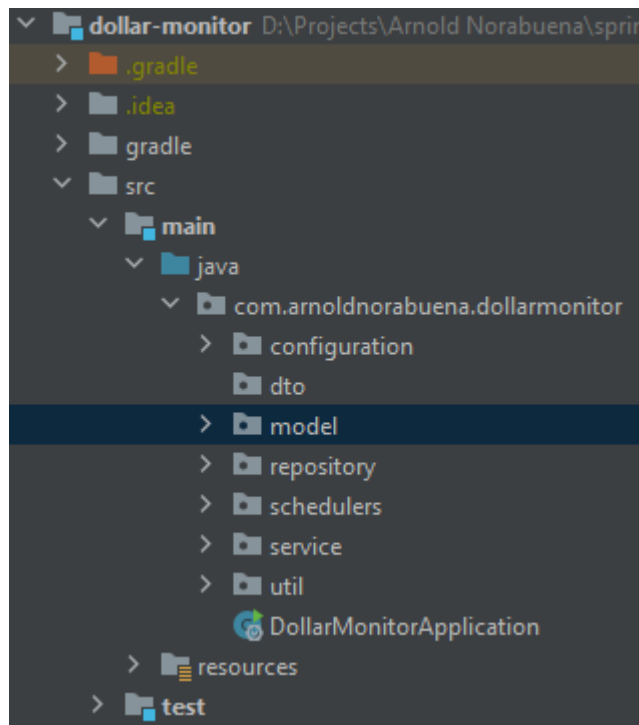 dollar-monitor D:\Projects\Arnold Norabuena\sprin
.gradle
.idea
gradle
src
main
java
com.arnoldnorabuena.dollarmonitor
configuration
dto
model
repository
schedulers
service
util
DollarMonitorApplication
resources
test